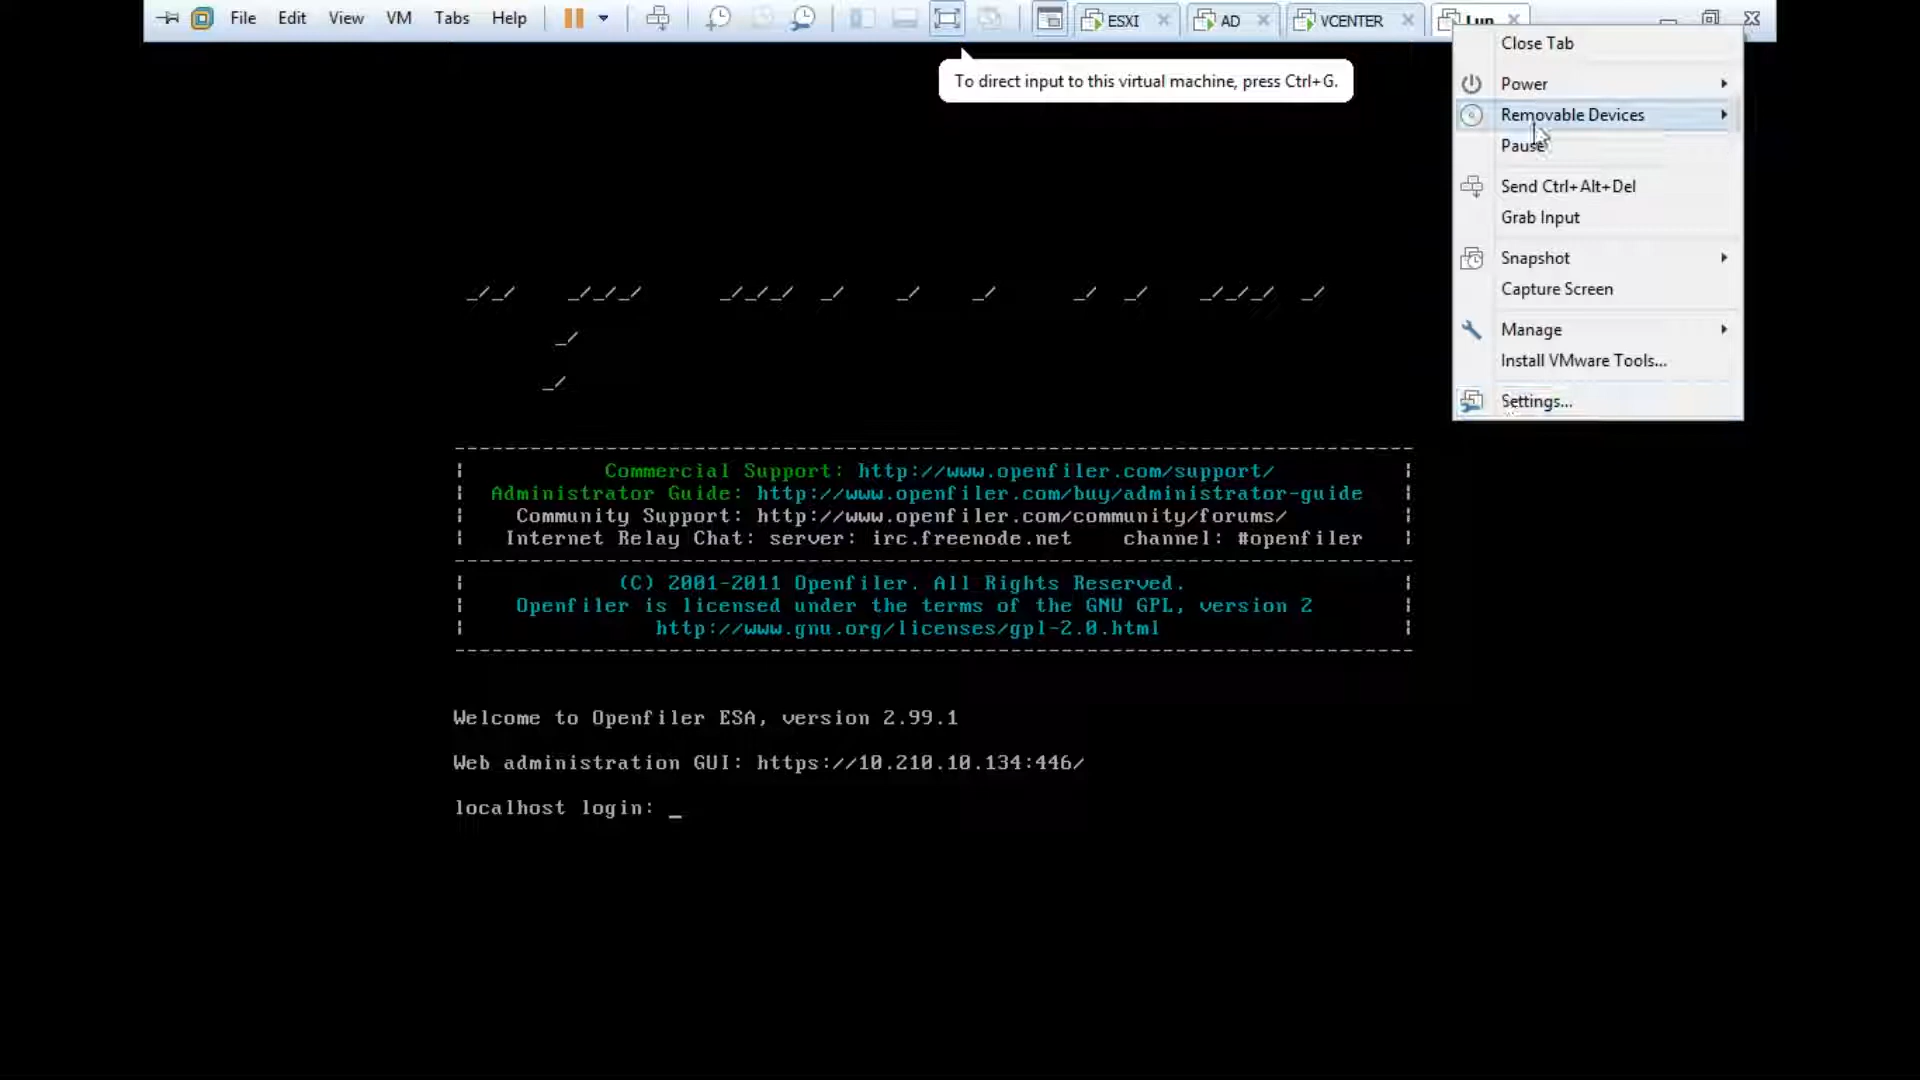 File Edit View VM Tabs Help ESXI AD VCENTER Lun
To direct input to this virtual machine, press Ctrl+G.
Close Tab
Power
Removable Devices
Pause
Send Ctrl+Alt+Del
Grab Input
Snapshot
Capture Screen
Manage
Install VMware Tools...
Settings...
Commercial Support: http://www.openfiler.com/support/
Administrator Guide: http://www.openfiler.com/buy/administrator-guide
Community Support: http://www.openfiler.com/community/forums/
Internet Relay Chat: server: irc.freenode.net channel: #openfiler
(C) 2001-2011 Openfiler. All Rights Reserved.
Openfiler is licensed under the terms of the GNU GPL, version 2
http://www.gnu.org/licenses/gpl-2.0.html
Welcome to Openfiler ESA, version 2.99.1
Web administration GUI: https://10.210.10.134:446/
localhost login: _